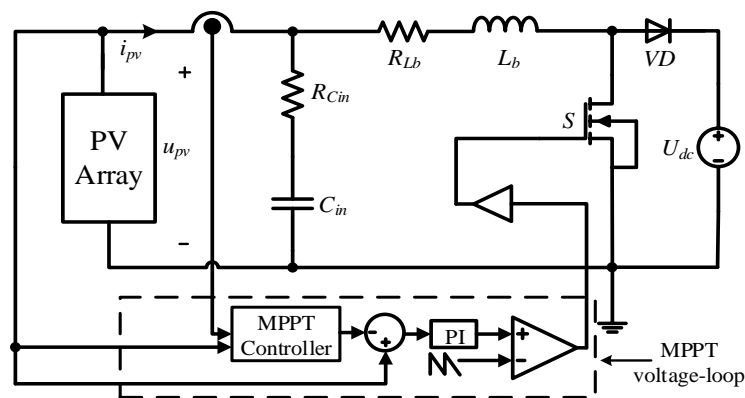 i_pv
R_Lb
L_b
VD
+
R_Cin
S
PV
Array
u_pv
U_dc
+
-
C_in
-
MPPT
Controller
-
+
PI
+
-
MPPT
voltage-loop